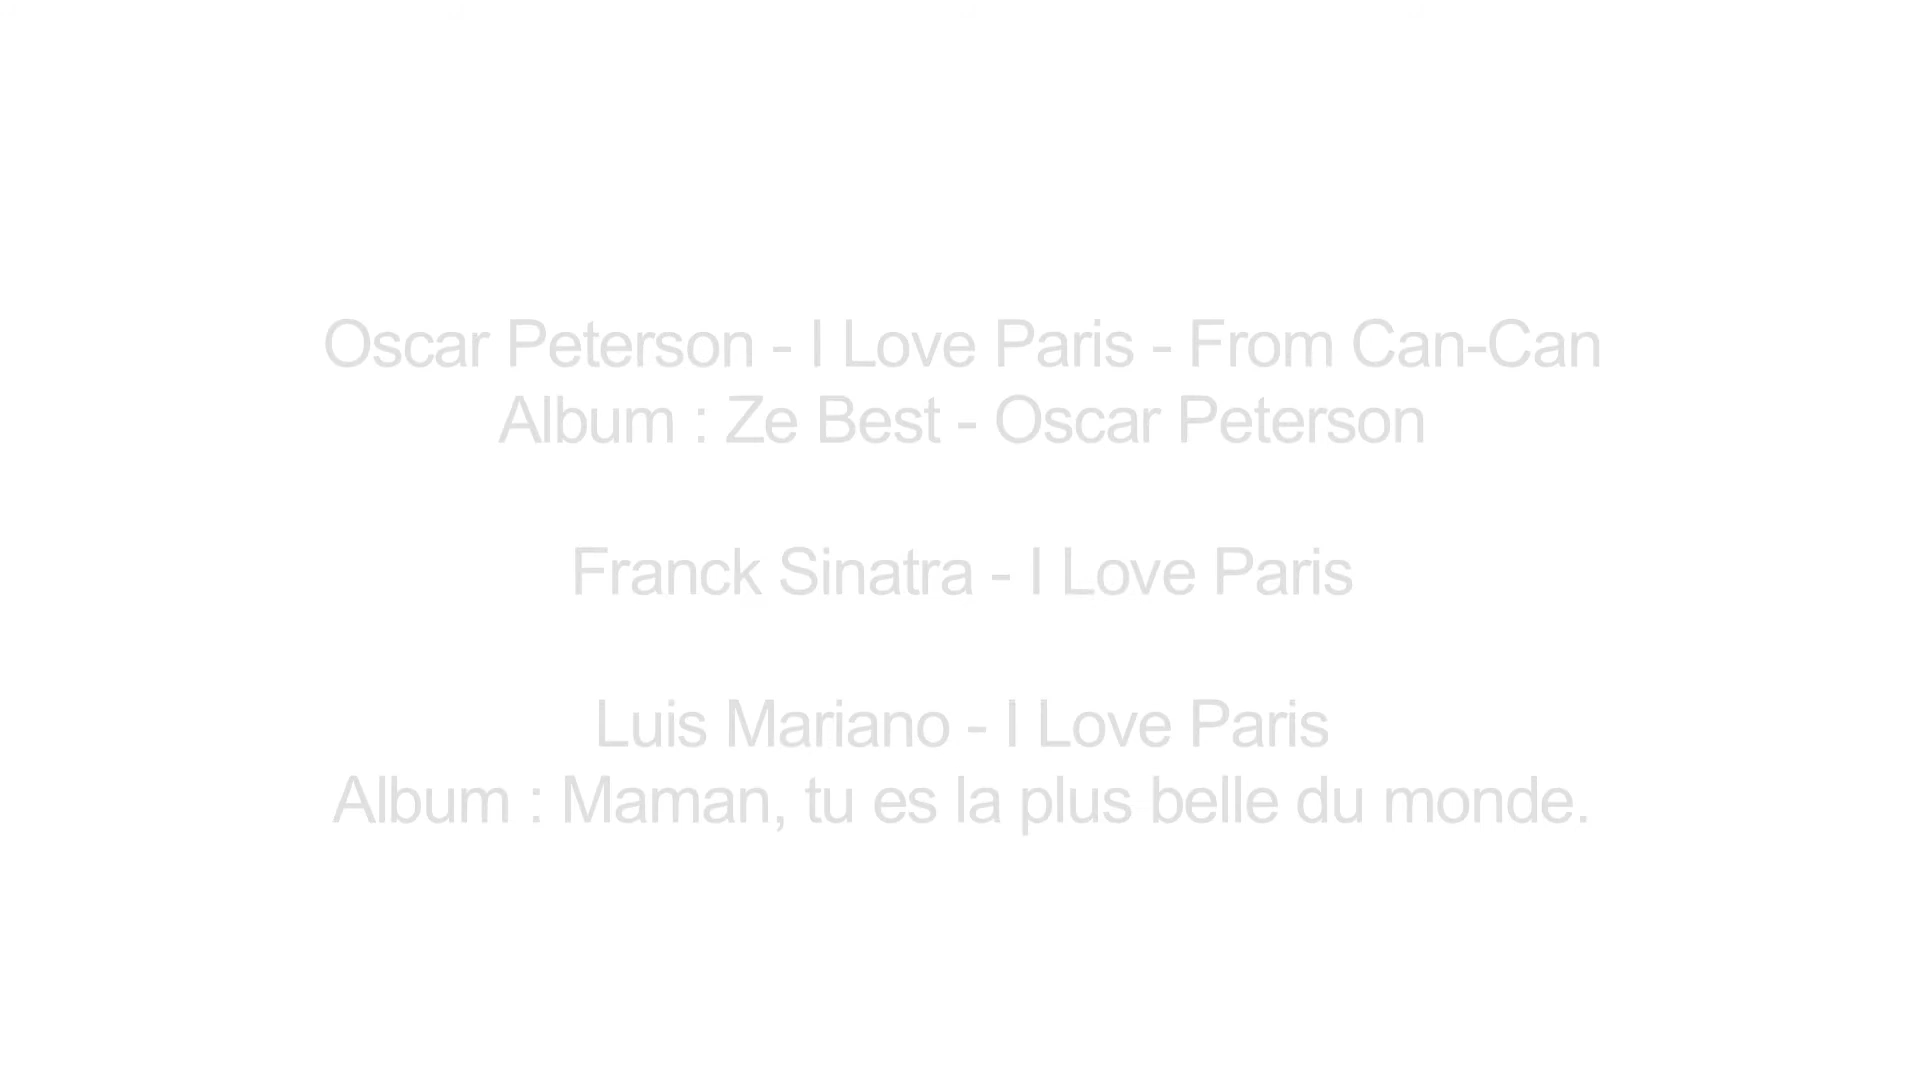 Oscar Peterson - I Love Paris - From Can-Can
Album : Ze Best - Oscar Peterson
Franck Sinatra - I Love Paris
Luis Mariano - I Love Paris
Album : Maman, tu es la plus belle du monde.